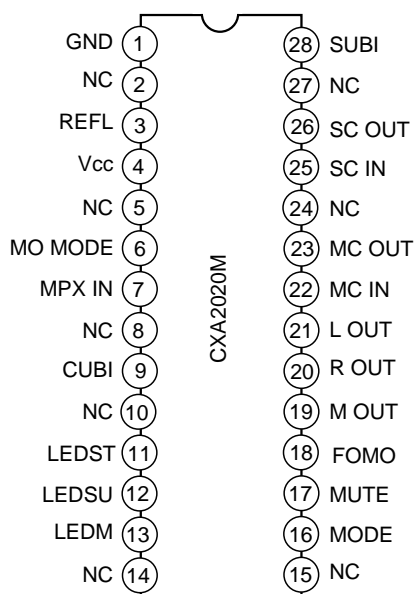 GND 1
NC 2
REFL 3
Vcc 4
NC 5
MO MODE 6
MPX IN 7
NC 8
CUBI 9
NC 10
LEDST 11
LEDSU 12
LEDM 13
NC 14
CXA2020M
28 SUBI
27 NC
26 SC OUT
25 SC IN
24 NC
23 MC OUT
22 MC IN
21 L OUT
20 R OUT
19 M OUT
18 FOMO
17 MUTE
16 MODE
15 NC